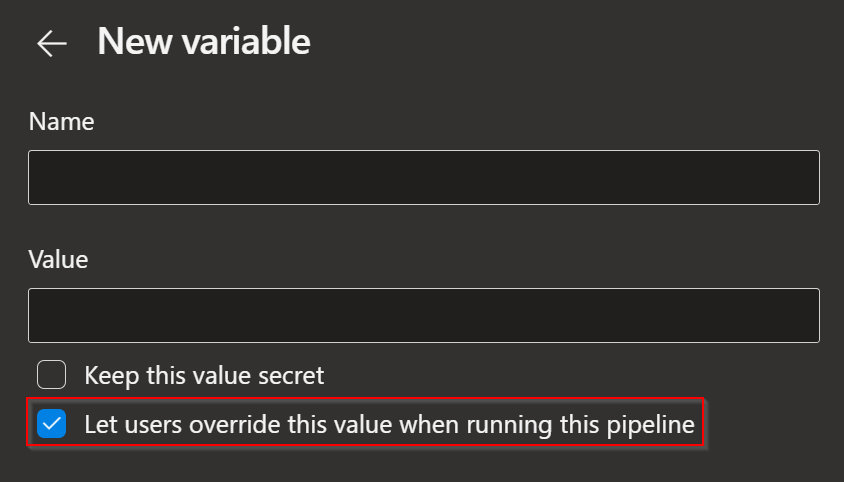 New variable
Name
Value
Keep this value secret
Let users override this value when running this pipeline